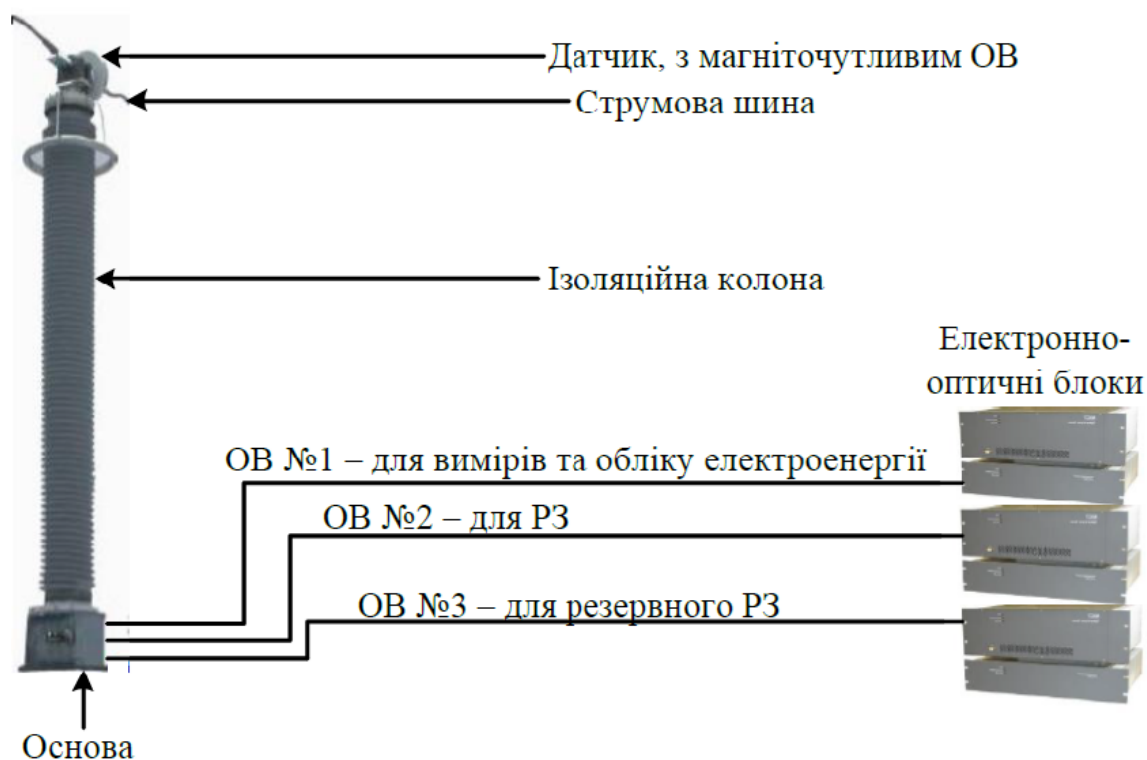 Датчик, з магніточутливим ОВ
Струмова шина
Ізоляційна колона
Електронно-
оптичні блоки
ОВ №1 – для вимірів та обліку електроенергії
ОВ №2 – для РЗ
ОВ №3 – для резервного РЗ
Основа